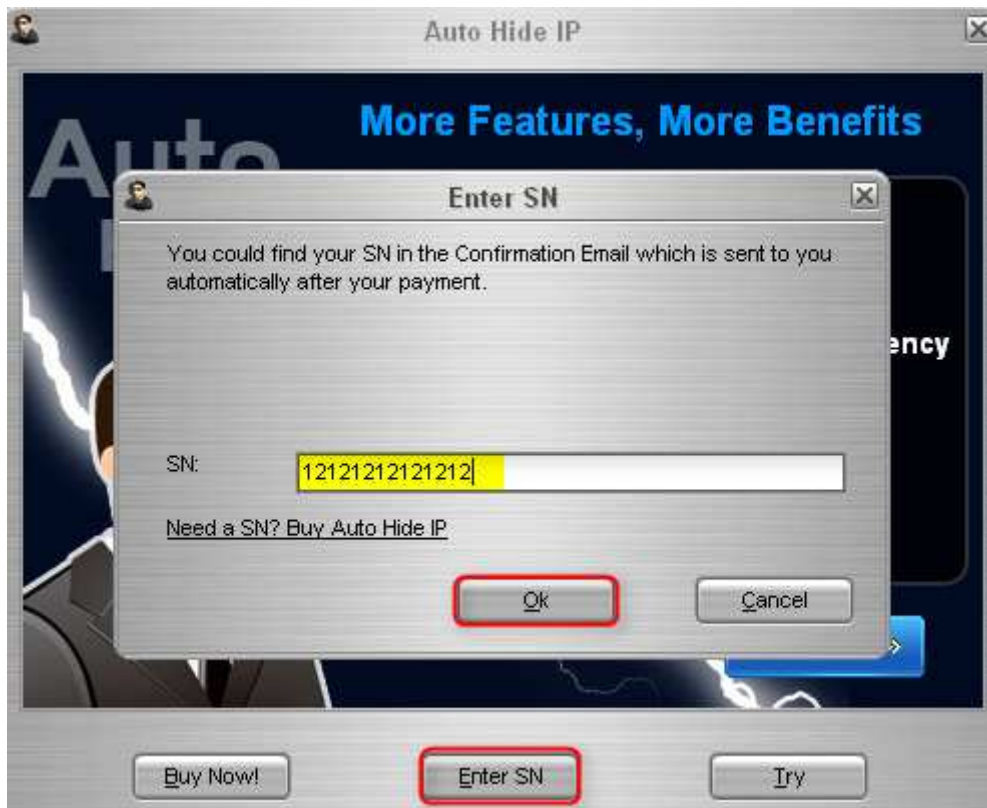 Auto Hide IP
More Features, More Benefits
Auto
Enter SN
You could find your SN in the Confirmation Email which is sent to you
automatically after your payment.
ency
SN:
12121212121212
Need a SN? Buy Auto Hide IP
Ok
Cancel
»
Buy Now!
Enter SN
Try